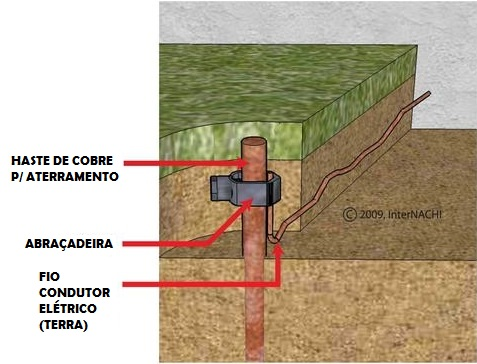 HASTE DE COBRE
P/ ATERRAMENTO
ABRAÇADEIRA
FIO
CONDUTOR
ELÉTRICO
(TERRA)
© 2009, InterNACHI